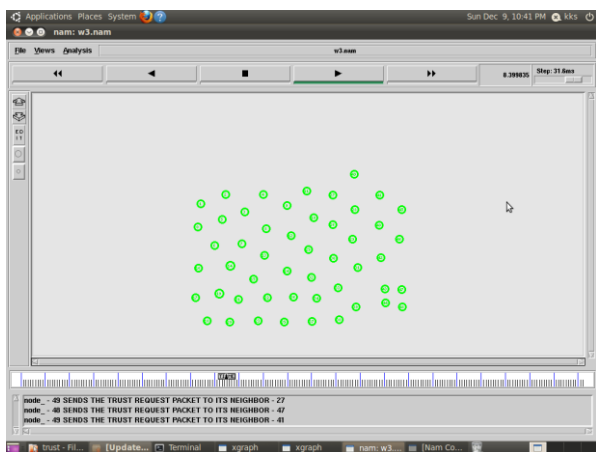 Applications Places System
Sun Dec 9, 10:41 PM kks
nam: w3.nam
File Views Analysis
w3.nam
0.399835
Step: 31.6ms
node_ - 49 SENDS THE TRUST REQUEST PACKET TO ITS NEIGHBOR - 27
node_ - 48 SENDS THE TRUST REQUEST PACKET TO ITS NEIGHBOR - 47
node_ - 49 SENDS THE TRUST REQUEST PACKET TO ITS NEIGHBOR - 41
trust - Fil... [Update... Terminal xgraph xgraph nam: w3.... [Nam Co...